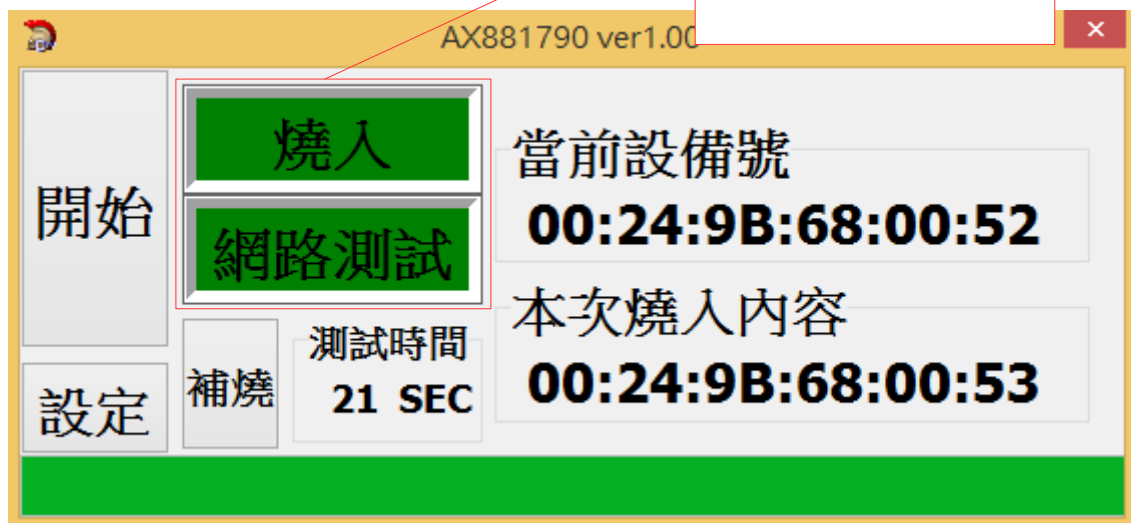 AX881790 ver1.00
開始
燒入
網路測試
當前設備號
00:24:9B:68:00:52
本次燒入內容
00:24:9B:68:00:53
設定
補燒
測試時間
21 SEC